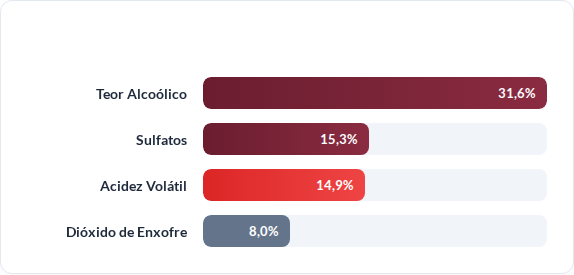 Teor Alcoólico 31,6%
Sulfatos 15,3%
Acidez Volátil 14,9%
Dióxido de Enxofre 8,0%